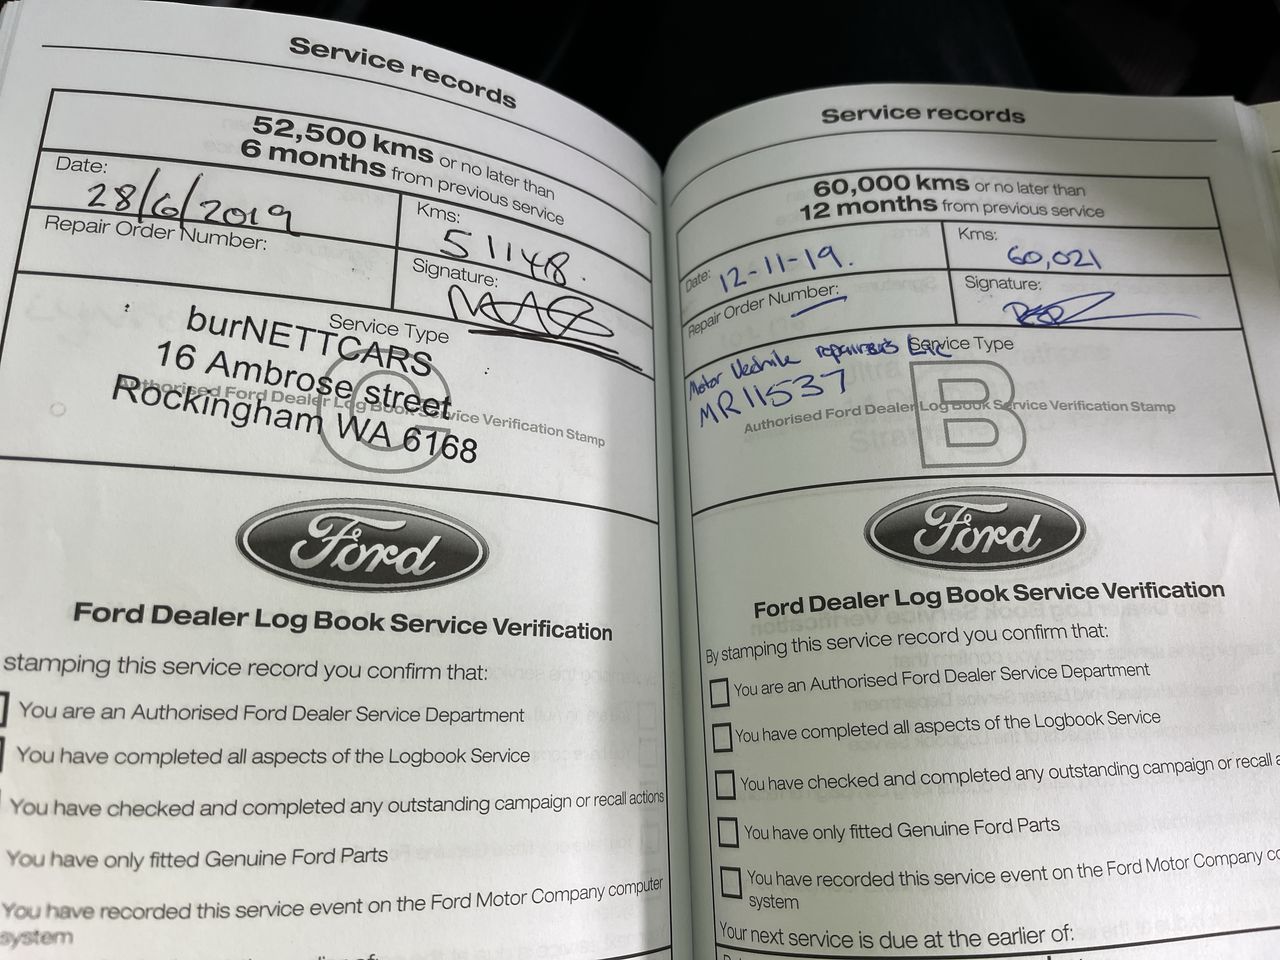 Service records
52,500 kms or no later than
6 months from previous service
Date:
28/6/2019
Kms:
51148.
Repair Order Number:
Signature:
Service Type
burNETTCARS
16 Ambrose street
Rockingham WA 6168
C
Authorised Ford Dealer Log Book Service Verification Stamp
Ford
Ford Dealer Log Book Service Verification
stamping this service record you confirm that:
You are an Authorised Ford Dealer Service Department
You have completed all aspects of the Logbook Service
You have checked and completed any outstanding campaign or recall actions
You have only fitted Genuine Ford Parts
You have recorded this service event on the Ford Motor Company computer
system
Service records
60,000 kms or no later than
12 months from previous service
Date: 12-11-19.
Kms:
60,021
Repair Order Number:
Signature:
Service Type
Motor Vechile repairers Lic
MR11537
B
Authorised Ford Dealer Log Book Service Verification Stamp
Ford
Ford Dealer Log Book Service Verification
By stamping this service record you confirm that:
You are an Authorised Ford Dealer Service Department
You have completed all aspects of the Logbook Service
You have checked and completed any outstanding campaign or recall a
You have only fitted Genuine Ford Parts
You have recorded this service event on the Ford Motor Company co
system
Your next service is due at the earlier of: